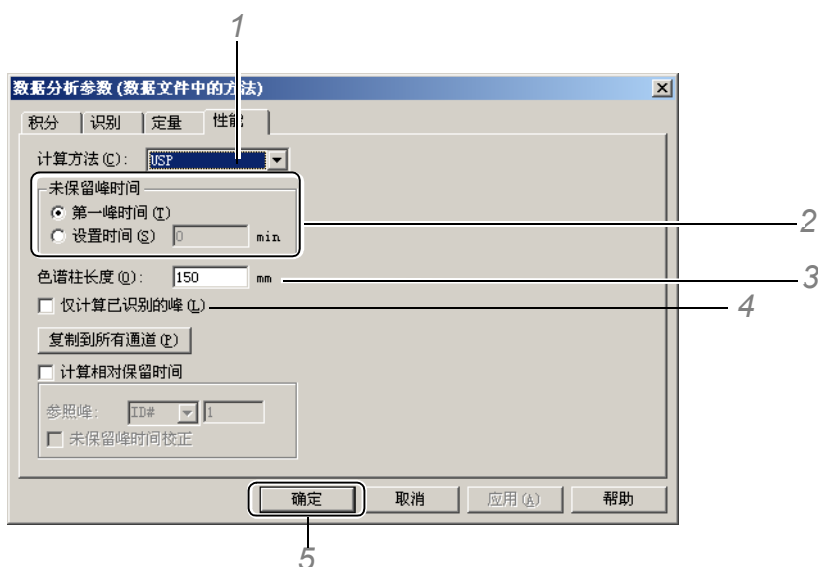 1
数据分析参数(数据文件中的方法)
积分 识别 定量 性能
计算方法(C): USP
未保留峰时间
第一峰时间(T)
设置时间(S) 0 min
2
色谱柱长度(O): 150 mm
3
仅计算已识别的峰(L)
4
复制到所有通道(P)
计算相对保留时间
参照峰: ID# 1
未保留峰时间校正
确定 取消 应用(A) 帮助
5